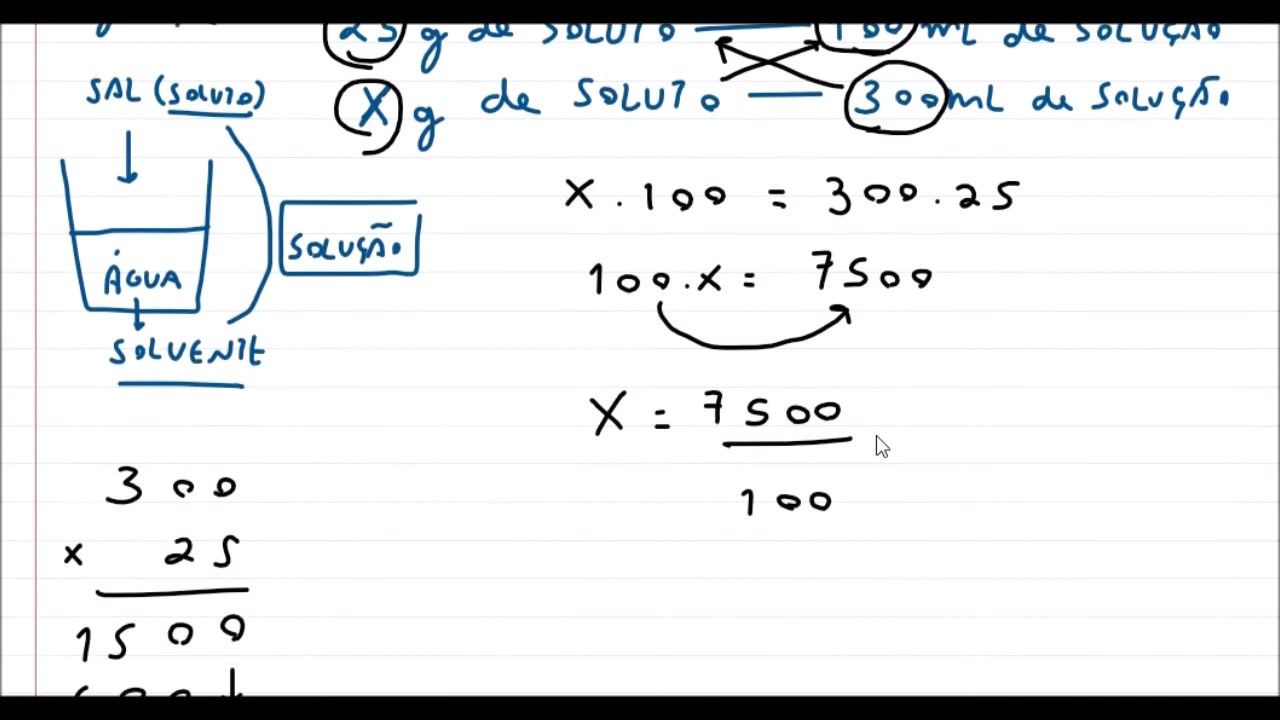 25 g de SOLUTO — 100 mL de SOLUÇÃO
X g de SOLUTO — 300 mL de SOLUÇÃO
SAL (SOLUTO)
ÁGUA
SOLVENTE
SOLUÇÃO
X . 100 = 300 . 25
100 . X = 7500
X = 7500
100
300
x 25
1500